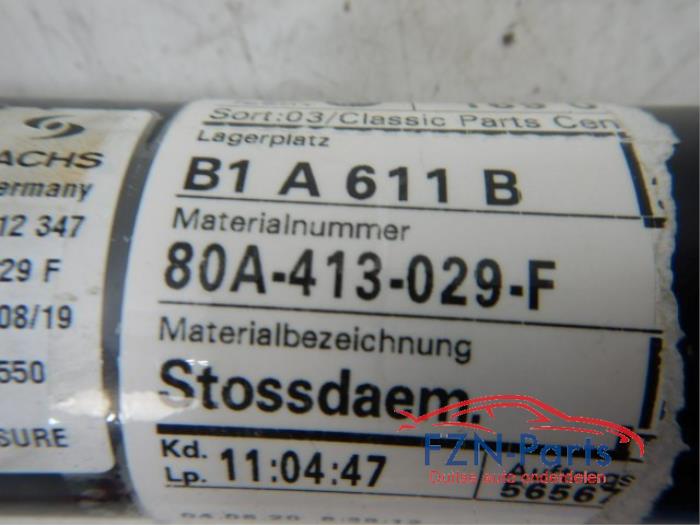 Sort:03/Classic Parts Cen
ACHS
ermany
12 347
29 F
08/19
550
SURE
Lagerplatz
B1 A 611 B
Materialnummer
80A-413-029-F
Materialbezeichnung
Stossdaem.
Kd.
Lp. 11:04:47
56567
FZN-Parts
Duitse auto onderdelen